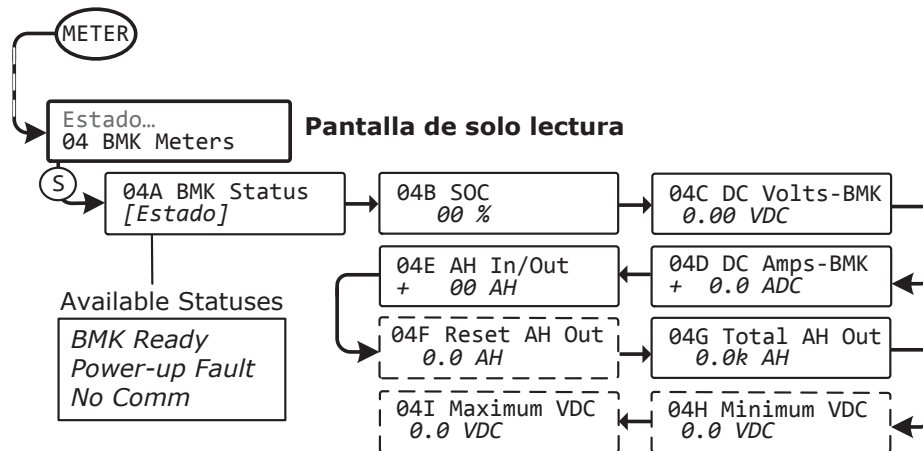 METER
Estado…
04 BMK Meters
Pantalla de solo lectura
S
04A BMK Status
[Estado]
04B SOC
00 %
04C DC Volts-BMK
0.00 VDC
04D DC Amps-BMK
+ 0.0 ADC
04E AH In/Out
+ 00 AH
04F Reset AH Out
0.0 AH
04G Total AH Out
0.0k AH
04H Minimum VDC
0.0 VDC
04I Maximum VDC
0.0 VDC
Available Statuses
BMK Ready
Power-up Fault
No Comm